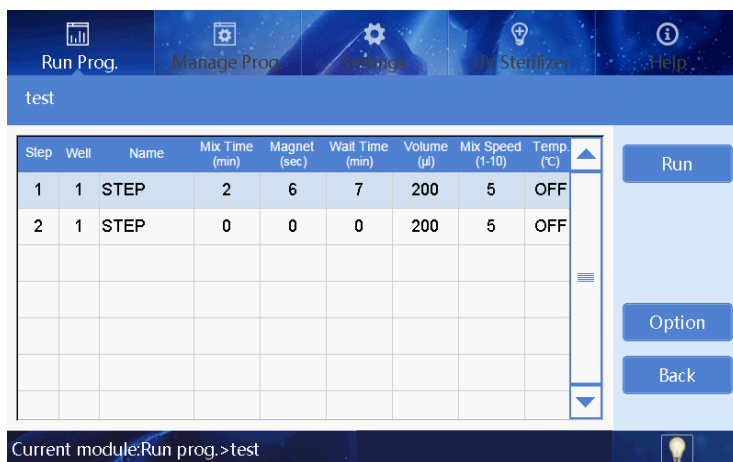 Run Prog. Manage Prog. Settings UV Sterilizer Help
test
Step Well Name Mix Time (min) Magnet (sec) Wait Time (min) Volume (μl) Mix Speed (1-10) Temp. (℃)
1 1 STEP 2 6 7 200 5 OFF
2 1 STEP 0 0 0 200 5 OFF
Run
Option
Back
Current module:Run prog.>test